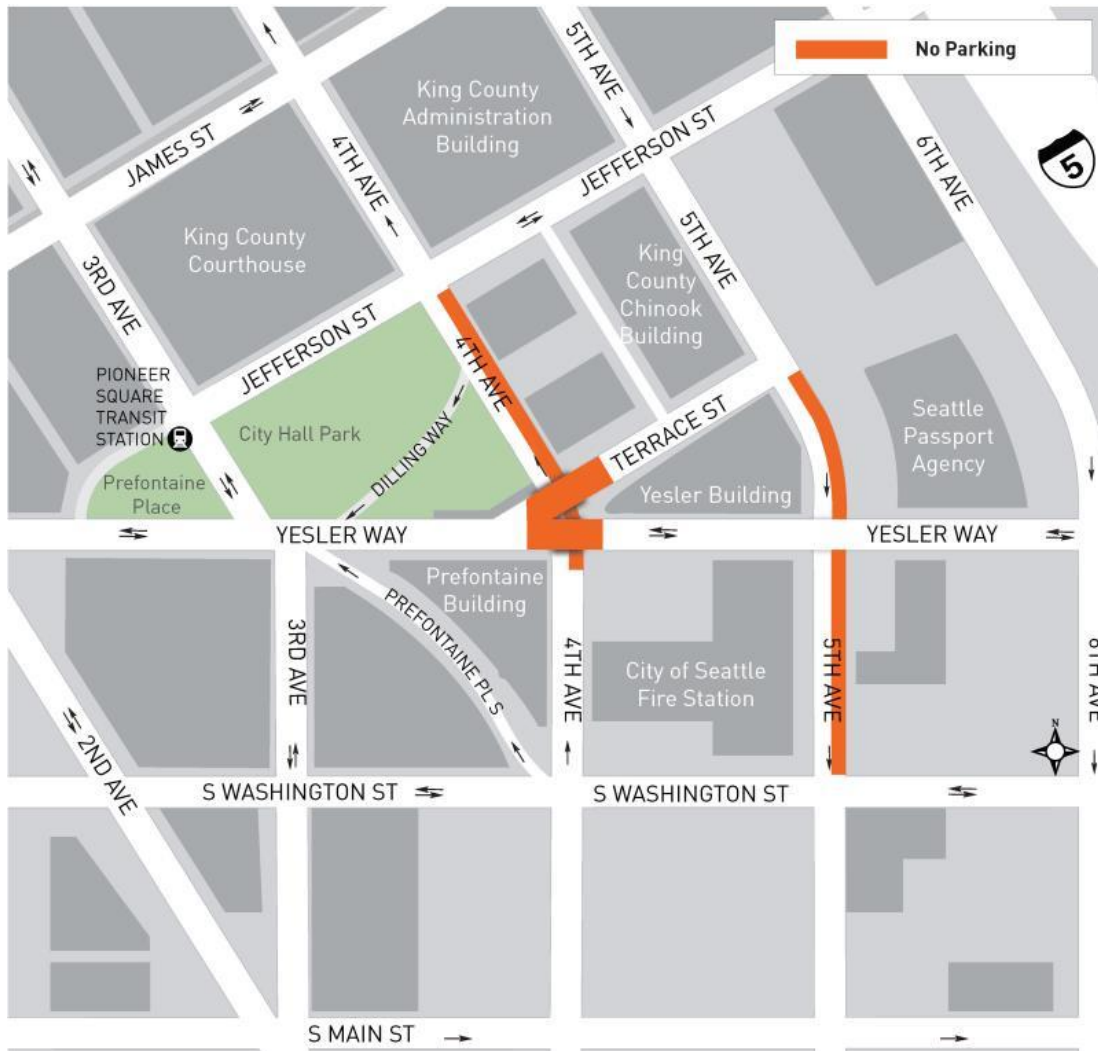 No Parking
5TH AVE
King County
Administration
Building
JAMES ST
4TH AVE
JEFFERSON ST
6TH AVE
5
King County
Courthouse
3RD AVE
5TH AVE
King
County
Chinook
Building
JEFFERSON ST
4TH AVE
PIONEER
SQUARE
TRANSIT
STATION
City Hall Park
DILLING WAY
TERRACE ST
Seattle
Passport
Agency
Prefontaine
Place
Yesler Building
YESLER WAY
YESLER WAY
Prefontaine
Building
PREFONTAINE PL S
3RD AVE
4TH AVE
City of Seattle
Fire Station
5TH AVE
6TH AVE
N
2ND AVE
S WASHINGTON ST
S WASHINGTON ST
S MAIN ST